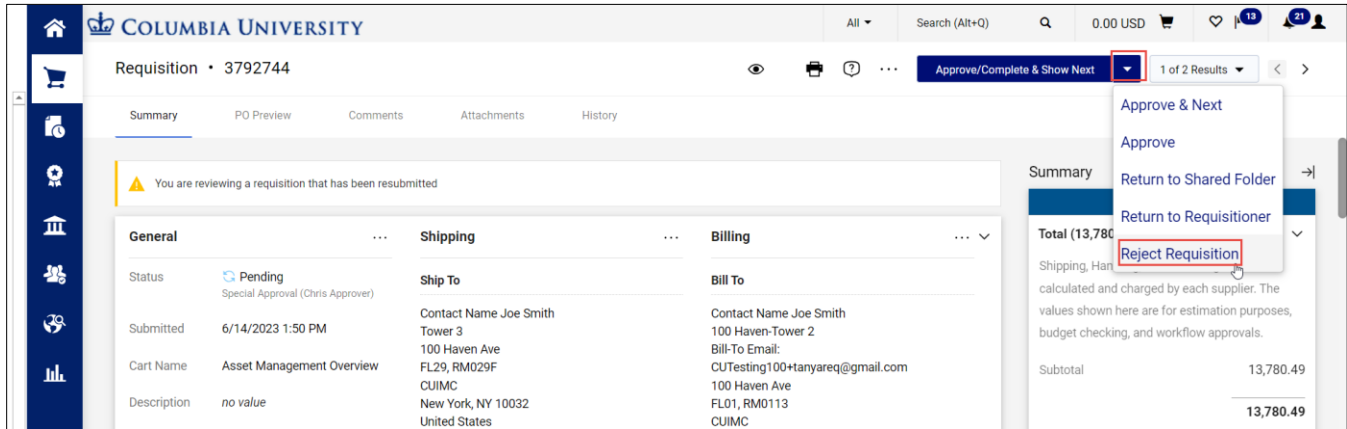 COLUMBIA UNIVERSITY
All
Search (Alt+Q)
0.00 USD
13
21
Requisition • 3792744
?
...
Approve/Complete & Show Next
1 of 2 Results
Summary
PO Preview
Comments
Attachments
History
Approve & Next
Approve
Return to Shared Folder
Return to Requisitioner
Reject Requisition
You are reviewing a requisition that has been resubmitted
General
...
Status
Pending
Special Approval (Chris Approver)
Submitted
6/14/2023 1:50 PM
Cart Name
Asset Management Overview
Description
no value
Shipping
...
Ship To
Contact Name Joe Smith
Tower 3
100 Haven Ave
FL29, RM029F
CUIMC
New York, NY 10032
United States
Billing
...
Bill To
Contact Name Joe Smith
100 Haven-Tower 2
Bill-To Email:
CUTesting100+tanyareq@gmail.com
100 Haven Ave
FL01, RM0113
CUIMC
Summary
Total (13,780
Shipping, Han
calculated and charged by each supplier. The
values shown here are for estimation purposes,
budget checking, and workflow approvals.
Subtotal
13,780.49
13,780.49